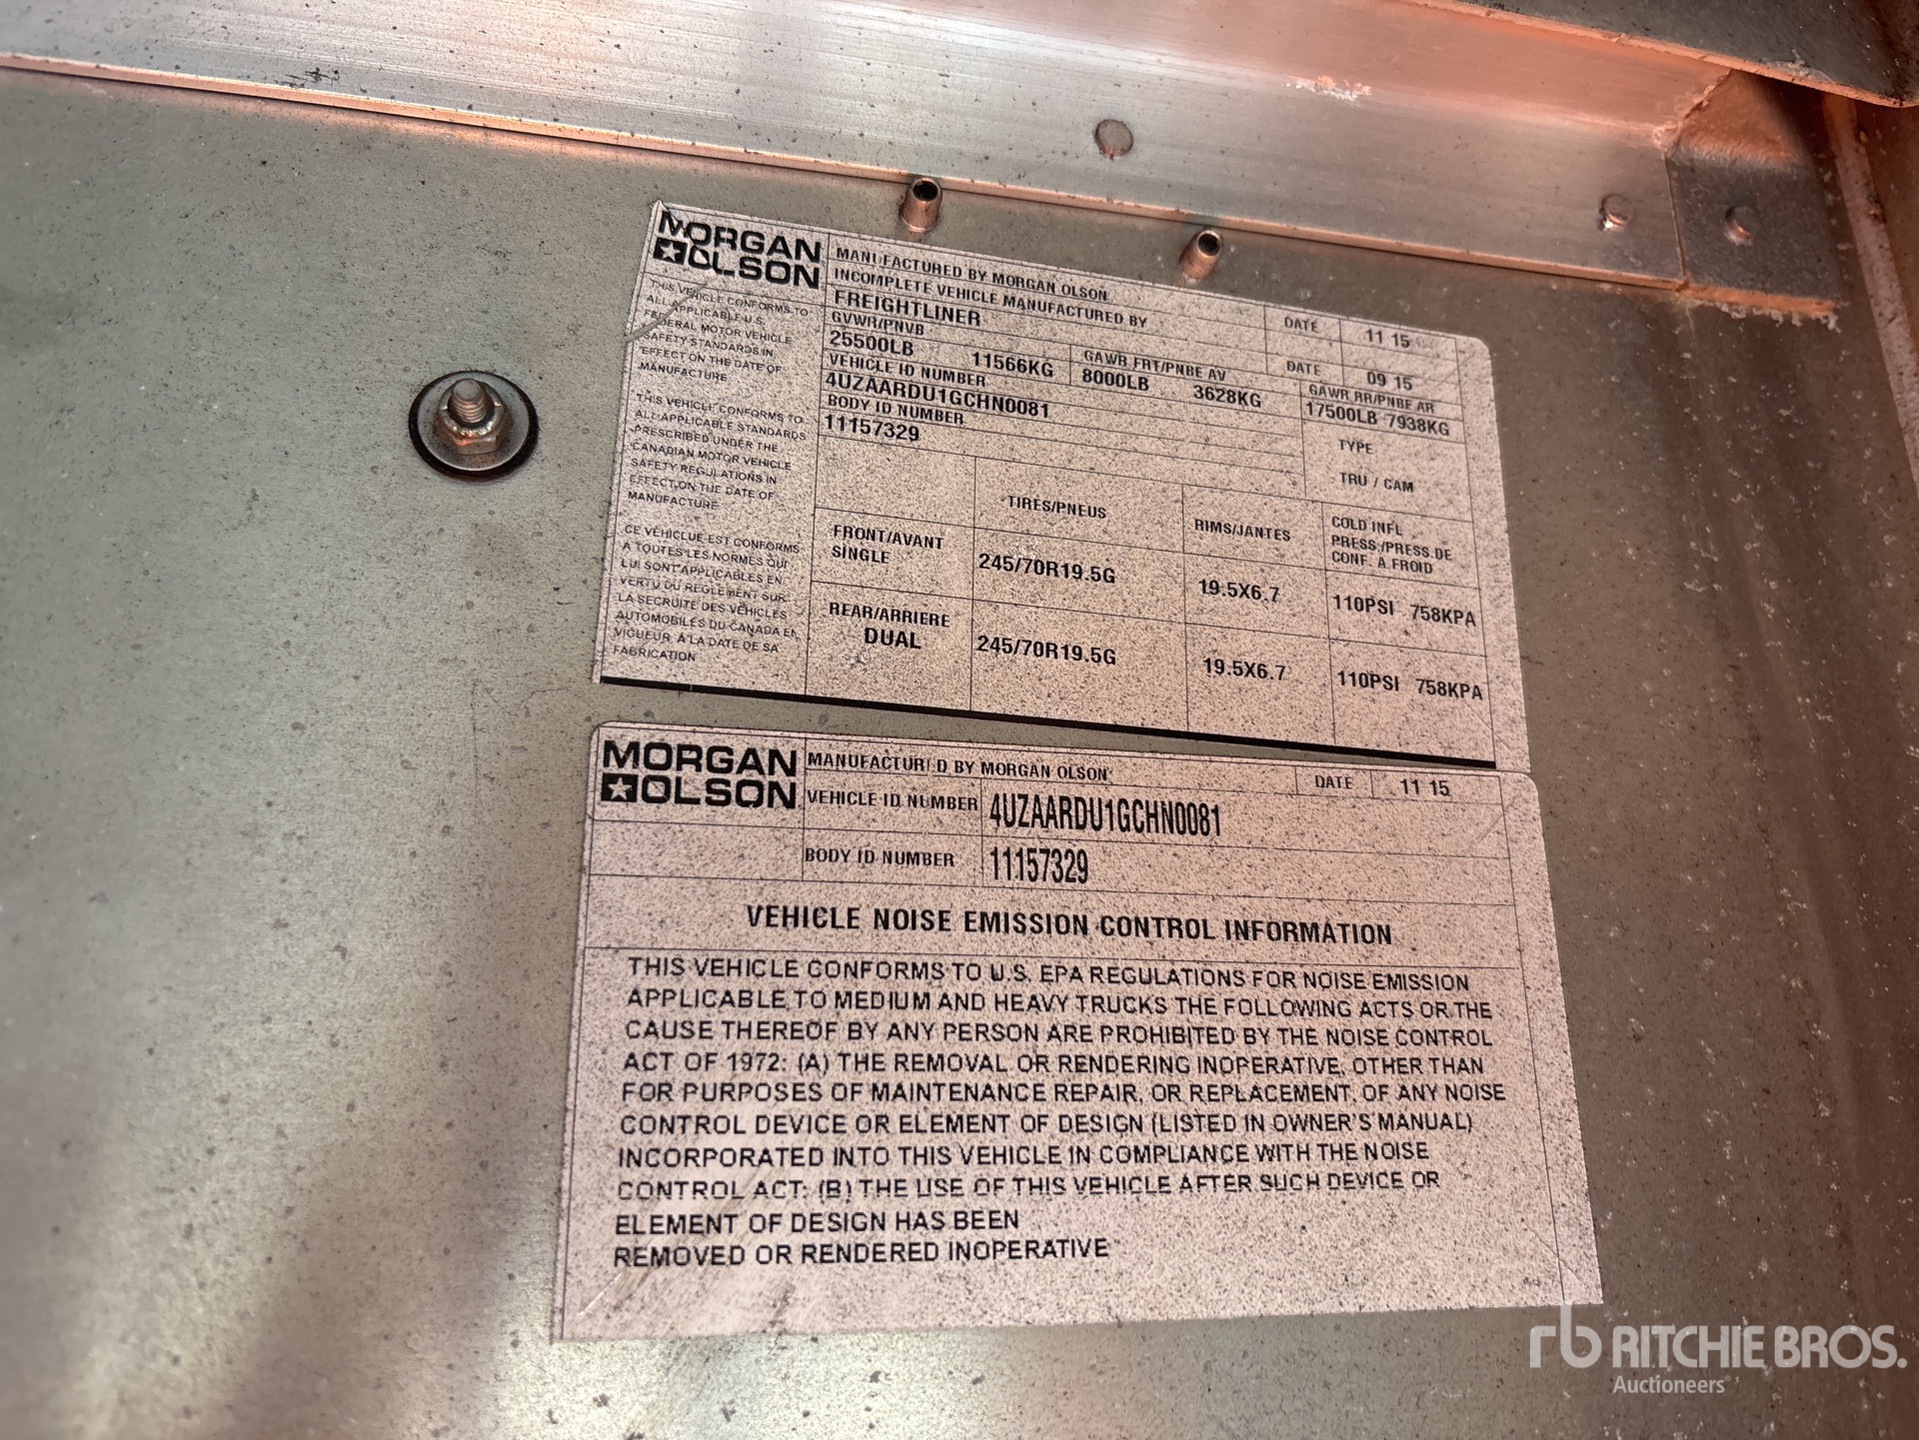 MORGAN
OLSON
THIS VEHICLE CONFORMS TO
ALL APPLICABLE U.S.
FEDERAL MOTOR VEHICLE
SAFETY STANDARDS IN
EFFECT ON THE DATE OF
MANUFACTURE
THIS VEHICLE CONFORMS TO
ALL APPLICABLE STANDARDS
PRESCRIBED UNDER THE
CANADIAN MOTOR VEHICLE
SAFETY REGULATIONS IN
EFFECT ON THE DATE OF
MANUFACTURE
CE VÉHICLUE EST CONFORME
A TOUTES LES NORMES QUI
LUI SONT APPLICABLES EN
VERTU DU REGLEMENT SUR
LA SECRUITE DES VÉHICLES
AUTOMOBILES DU CANADA EN
VIGUEUR A LA DATE DE SA
FABRICATION
MANUFACTURED BY MORGAN OLSON DATE 11 15
INCOMPLETE VEHICLE MANUFACTURED BY
FREIGHTLINER DATE 09 15
GVWR/PNVB GAWR FRT/PNBE AV GAWR RR/PNBE AR
25500LB 11566KG 8000LB 3628KG 17500LB 7938KG
VEHICLE ID NUMBER TYPE
4UZAARDU1GCHN0081
BODY ID NUMBER TRU / CAM
11157329
TIRES/PNEUS RIMS/JANTES COLD INFL
PRESS./PRESS.DE
CONF. A FROID
FRONT/AVANT
SINGLE 245/70R19.5G 19.5X6.7 110PSI 758KPA
REAR/ARRIERE
DUAL 245/70R19.5G 19.5X6.7 110PSI 758KPA
MORGAN
OLSON
MANUFACTURED BY MORGAN OLSON DATE 11 15
VEHICLE ID NUMBER 4UZAARDU1GCHN0081
BODY ID NUMBER 11157329
VEHICLE NOISE EMISSION CONTROL INFORMATION
THIS VEHICLE CONFORMS TO U.S. EPA REGULATIONS FOR NOISE EMISSION
APPLICABLE TO MEDIUM AND HEAVY TRUCKS THE FOLLOWING ACTS OR THE
CAUSE THEREOF BY ANY PERSON ARE PROHIBITED BY THE NOISE CONTROL
ACT OF 1972: (A) THE REMOVAL OR RENDERING INOPERATIVE, OTHER THAN
FOR PURPOSES OF MAINTENANCE REPAIR, OR REPLACEMENT, OF ANY NOISE
CONTROL DEVICE OR ELEMENT OF DESIGN (LISTED IN OWNER'S MANUAL)
INCORPORATED INTO THIS VEHICLE IN COMPLIANCE WITH THE NOISE
CONTROL ACT: (B) THE USE OF THIS VEHICLE AFTER SUCH DEVICE OR
ELEMENT OF DESIGN HAS BEEN
REMOVED OR RENDERED INOPERATIVE
rb RITCHIE BROS.
Auctioneers